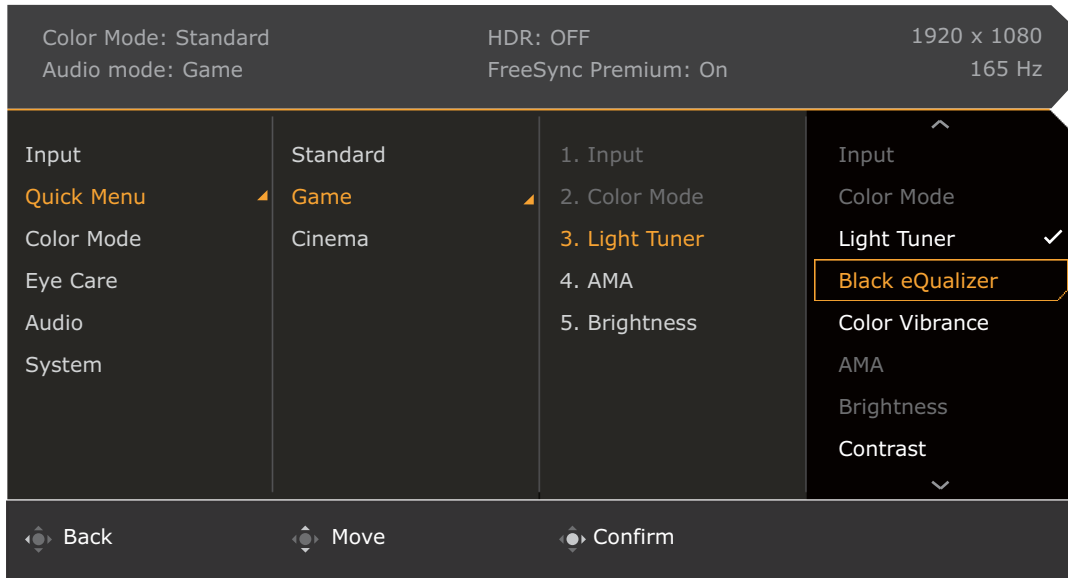 Color Mode: Standard
HDR: OFF
1920 x 1080
Audio mode: Game
FreeSync Premium: On
165 Hz
Input
Quick Menu
Color Mode
Eye Care
Audio
System
Standard
Game
Cinema
1. Input
2. Color Mode
3. Light Tuner
4. AMA
5. Brightness
Input
Color Mode
Light Tuner
Black eQualizer
Color Vibrance
AMA
Brightness
Contrast
Back
Move
Confirm